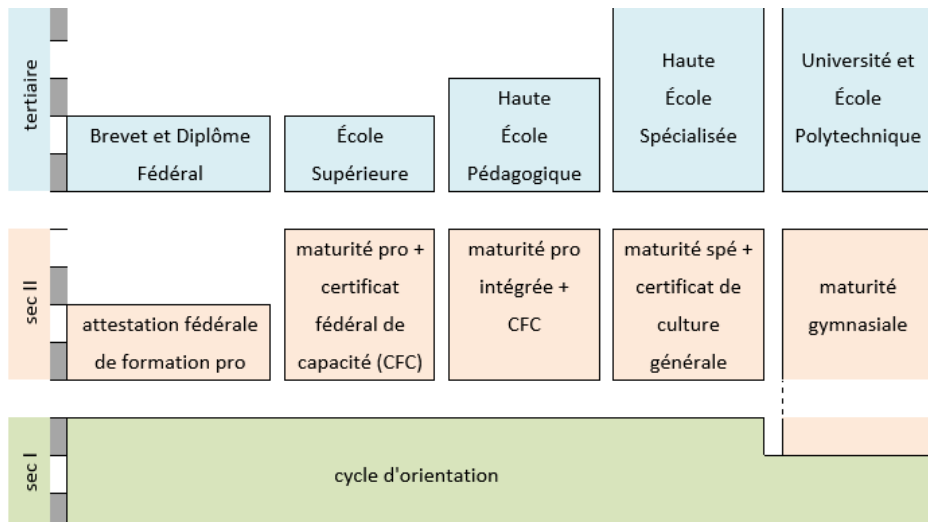 tertiaire
Brevet et Diplôme
Fédéral
École
Supérieure
Haute
École
Pédagogique
Haute
École
Spécialisée
Université et
École
Polytechnique
sec II
attestation fédérale
de formation pro
maturité pro +
certificat
fédéral de
capacité (CFC)
maturité pro
intégrée +
CFC
maturité spé +
certificat de
culture
générale
maturité
gymnasiale
sec I
cycle d'orientation